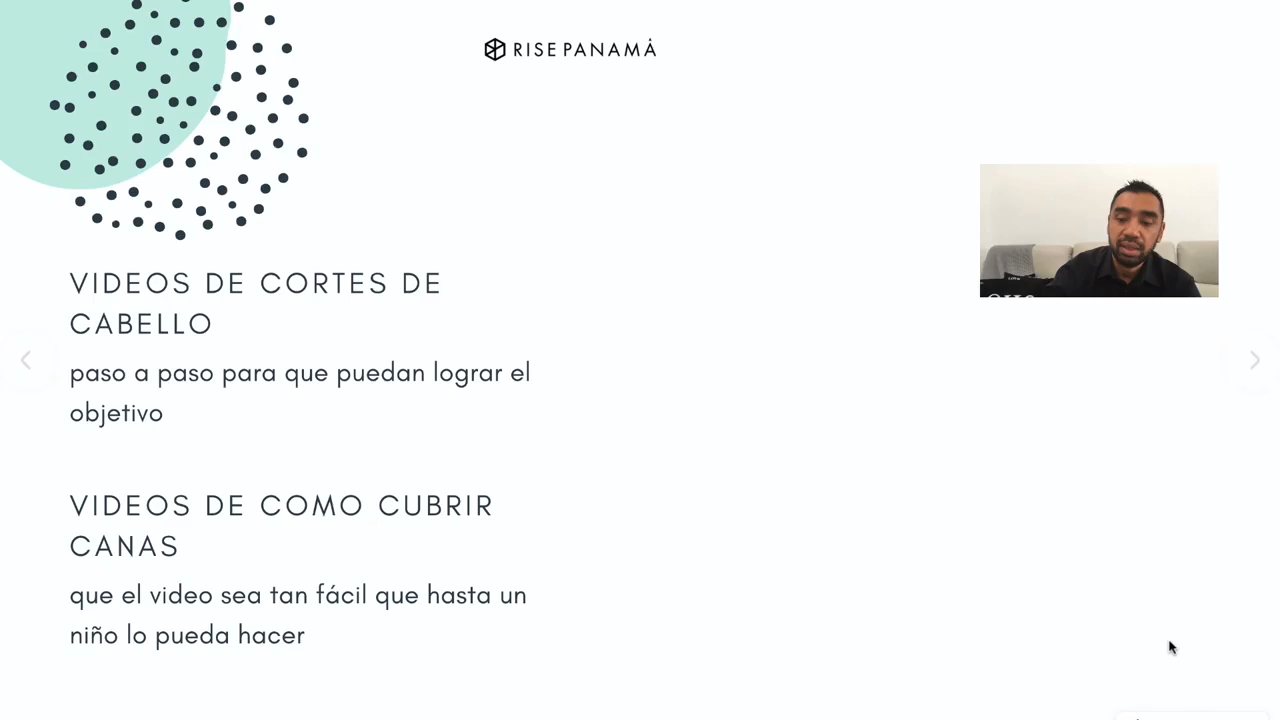 RISE PANAMÁ
VIDEOS DE CORTES DE
CABELLO
paso a paso para que puedan lograr el
objetivo
VIDEOS DE COMO CUBRIR
CANAS
que el video sea tan fácil que hasta un
niño lo pueda hacer